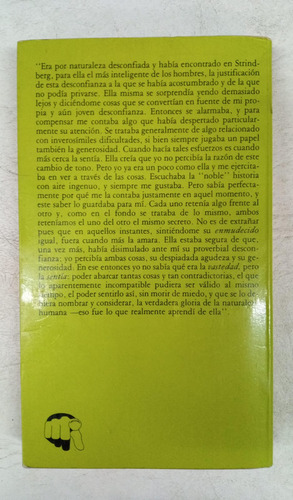 "Era por naturaleza desconfiada y había encontrado en Strind-
berg, para ella el más inteligente de los hombres, la justificación
de esta desconfianza a la que se había acostumbrado y de la que
no podía privarse. Ella misma se sorprendía yendo demasiado
lejos y diciéndome cosas que se convertían en fuente de mi pro-
pia y aún joven desconfianza. Entonces se alarmaba, y para
compensar me contaba algo que había despertado particular-
mente su atención. Se trataba generalmente de algo relacionado
con inverosímiles dificultades, si bien siempre jugaba un papel
también la generosidad. Cuando hacía tales esfuerzos es cuando
más cerca la sentía. Ella creía que yo no percibía la razón de este
cambio de tono. Pero yo ya era un poco como ella y me ejercita-
ba en ver a través de las cosas. Escuchaba la "noble" historia
con aire ingenuo, y siempre me gustaba. Pero sabía perfecta-
mente por qué me la contaba justamente en aquel momento, y
este saber lo guardaba para mí. Cada uno retenía algo frente al
otro y, como en el fondo se trataba de lo mismo, ambos
reteníamos el uno del otro el mismo secreto. No es de extrañar
pues que en aquellos instantes, sintiéndome su enmudecido
igual, fuera cuando más la amara. Ella estaba segura de que,
una vez más, había disimulado ante mí su proverbial descon-
fianza: yo percibía ambas cosas, su despiadada agudeza y su ge-
nerosidad. En ese entonces yo no sabía qué era la vastedad, pero
la sentía: poder abarcar tantas cosas y tan contradictorias, el que
lo aparentemente incompatible pudiera ser válido al mismo
tiempo, el poder sentirlo así, sin morir de miedo, y que se lo de-
biera nombrar y considerar, la verdadera gloria de la naturaleza
humana —eso fue lo que realmente aprendí de ella".